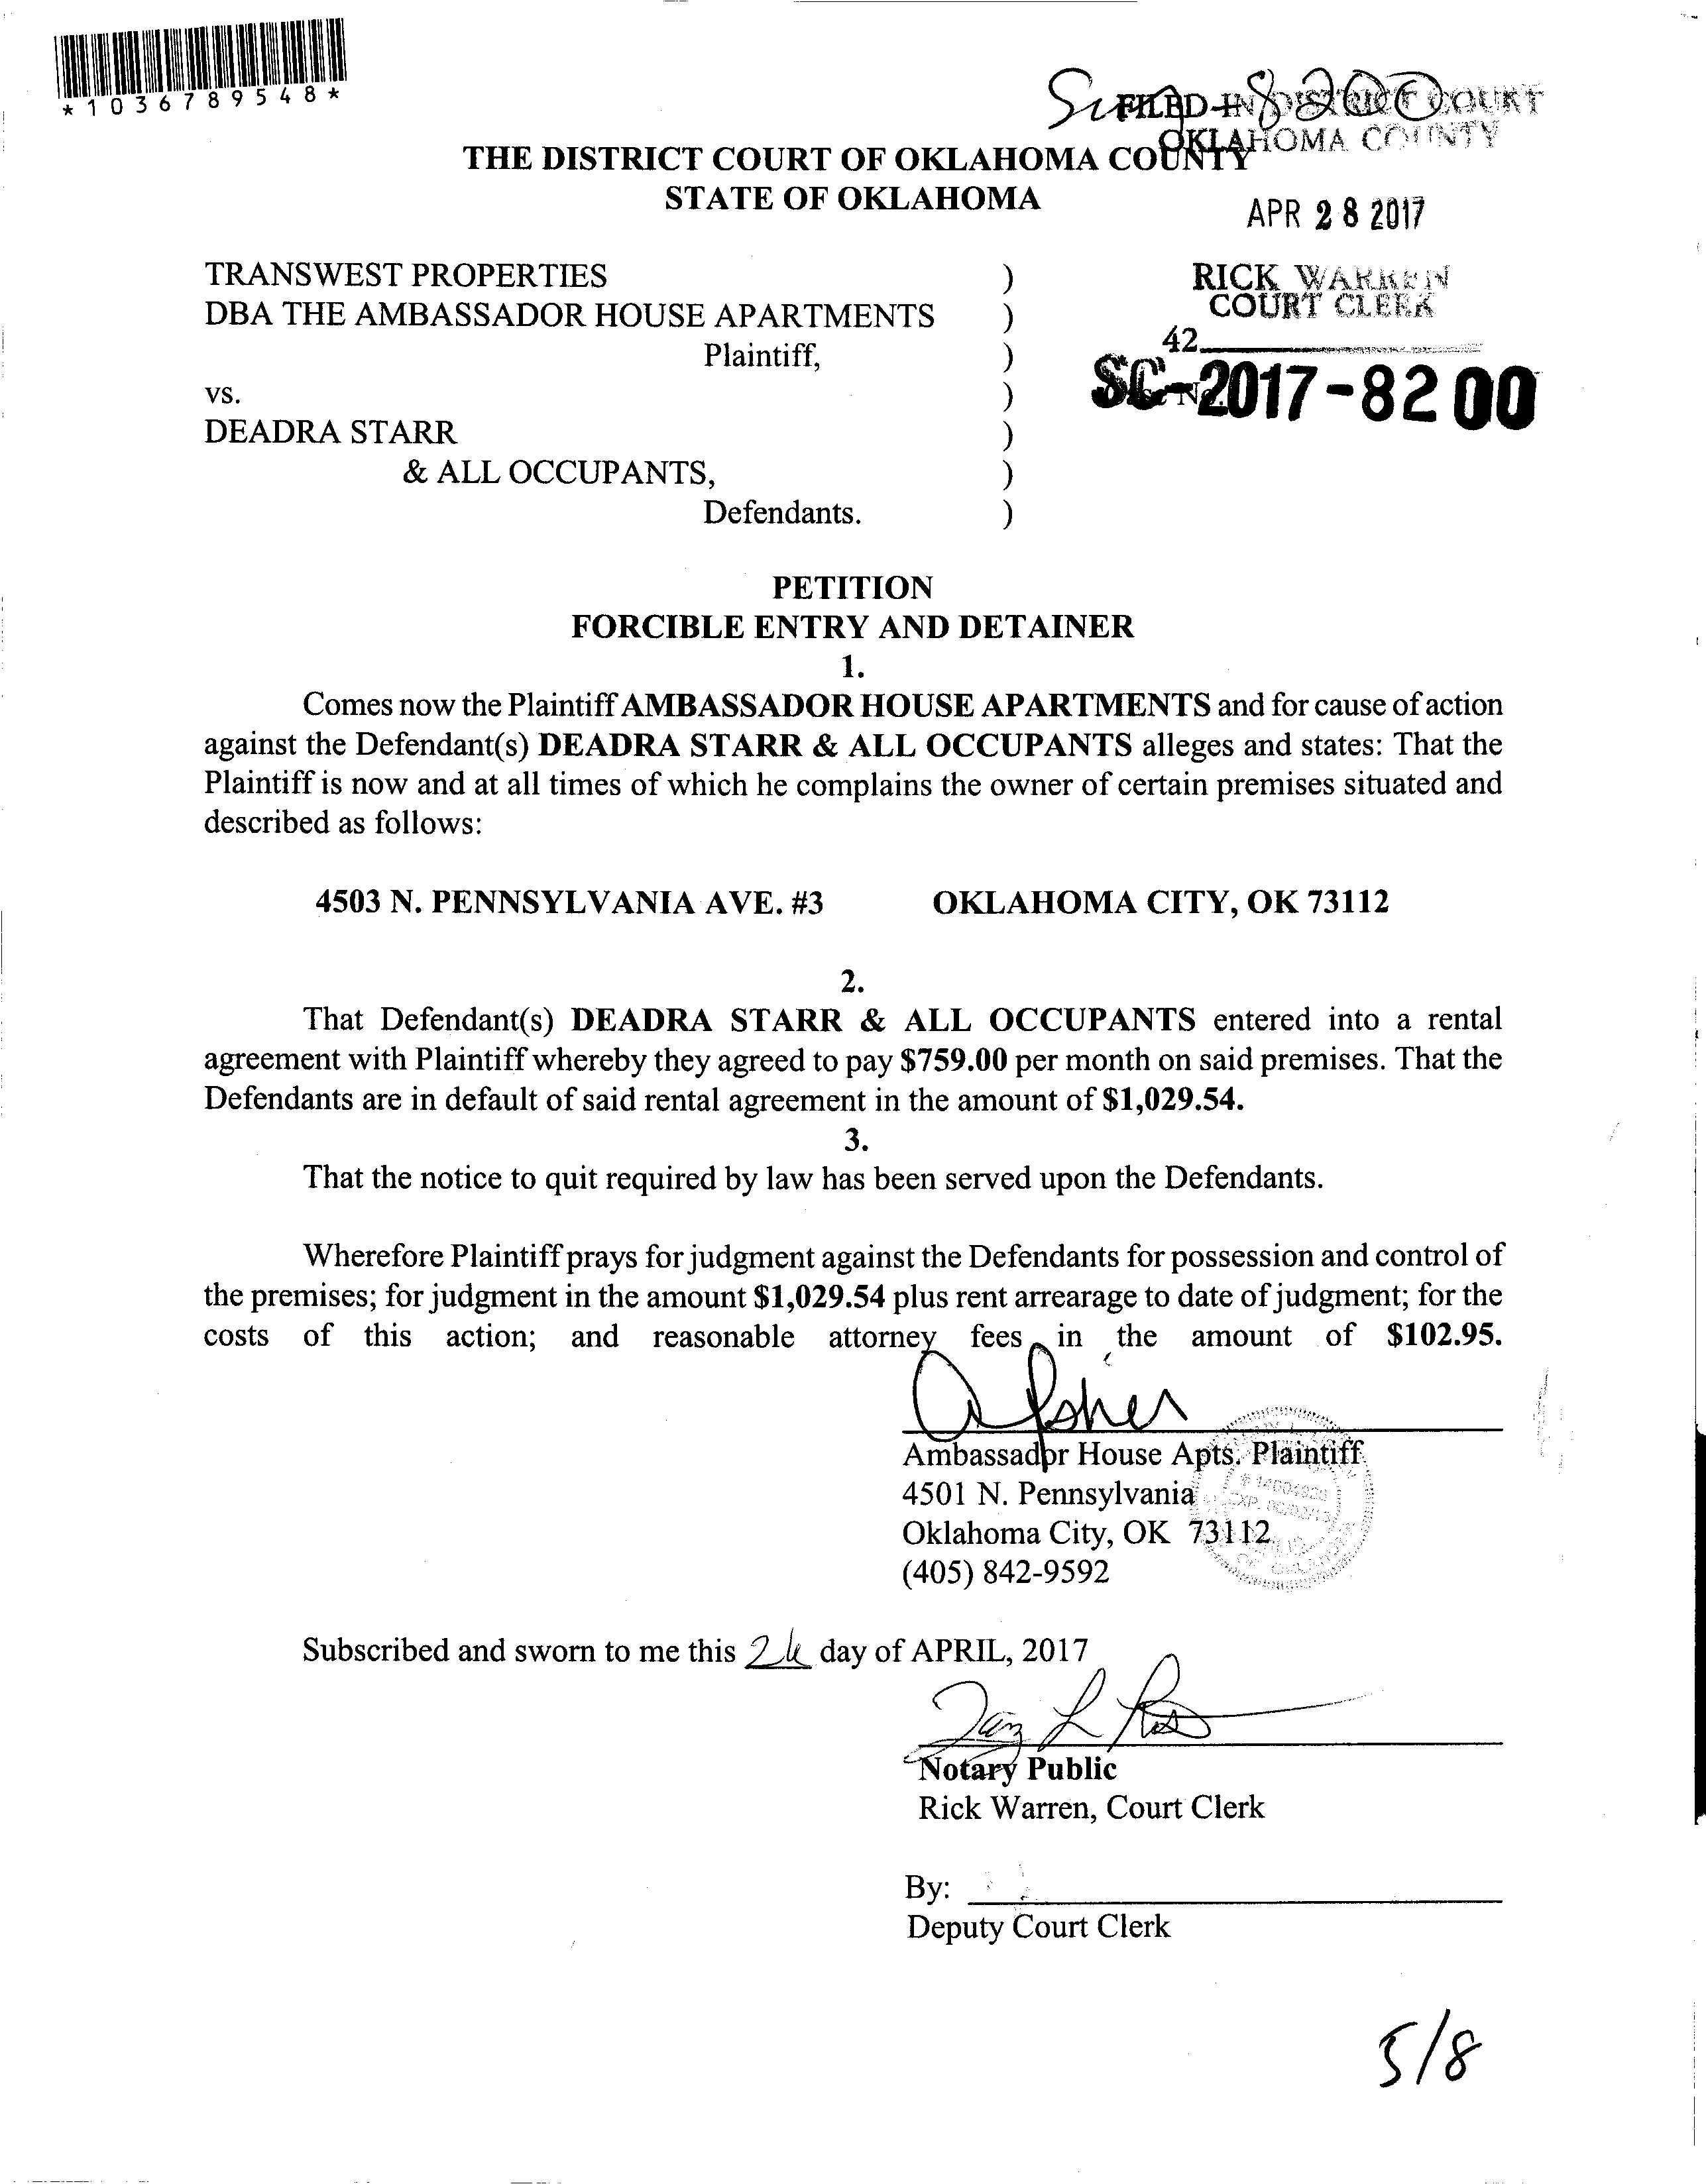 *1036789548*
FILED IN DISTRICT COURT
OKLAHOMA COUNTY
THE DISTRICT COURT OF OKLAHOMA COUNTY
STATE OF OKLAHOMA
APR 28 2017
TRANSWEST PROPERTIES )
RICK WARREN
COURT CLERK
DBA THE AMBASSADOR HOUSE APARTMENTS )
42
Plaintiff, )
SC-2017-8200
vs. )
DEADRA STARR )
& ALL OCCUPANTS, )
Defendants. )
PETITION
FORCIBLE ENTRY AND DETAINER
1.
Comes now the Plaintiff AMBASSADOR HOUSE APARTMENTS and for cause of action
against the Defendant(s) DEADRA STARR & ALL OCCUPANTS alleges and states: That the
Plaintiff is now and at all times of which he complains the owner of certain premises situated and
described as follows:
4503 N. PENNSYLVANIA AVE. #3 OKLAHOMA CITY, OK 73112
2.
That Defendant(s) DEADRA STARR & ALL OCCUPANTS entered into a rental
agreement with Plaintiff whereby they agreed to pay $759.00 per month on said premises. That the
Defendants are in default of said rental agreement in the amount of $1,029.54.
3.
That the notice to quit required by law has been served upon the Defendants.
Wherefore Plaintiff prays for judgment against the Defendants for possession and control of
the premises; for judgment in the amount $1,029.54 plus rent arrearage to date of judgment; for the
costs of this action; and reasonable attorney fees in the amount of $102.95.
Ambassador House Apts. Plaintiff
4501 N. Pennsylvania
Oklahoma City, OK 73112
(405) 842-9592
Subscribed and sworn to me this day of APRIL, 2017
Notary Public
Rick Warren, Court Clerk
By:
Deputy Court Clerk
5/8